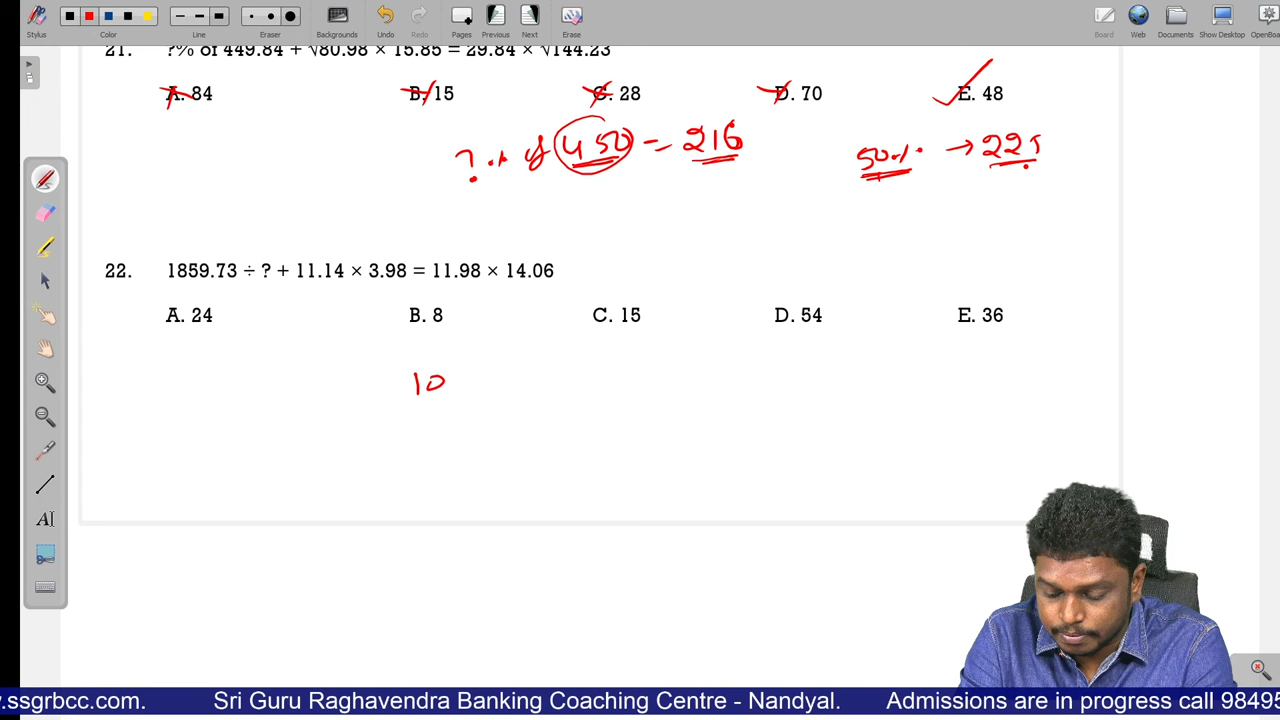 Stylus Color Line Eraser Backgrounds Undo Redo Pages Previous Next Erase Board Web Documents Show Desktop OpenBoa
21. ?% of 449.84 + √80.98 × 15.85 = 29.84 × √144.23
A. 84 B. 15 C. 28 D. 70 E. 48
?% of 450 = 216 50% → 225
22. 1859.73 ÷ ? + 11.14 × 3.98 = 11.98 × 14.06
A. 24 B. 8 C. 15 D. 54 E. 36
10
w.ssgrbcc.com. Sri Guru Raghavendra Banking Coaching Centre - Nandyal. Admissions are in progress call 98495